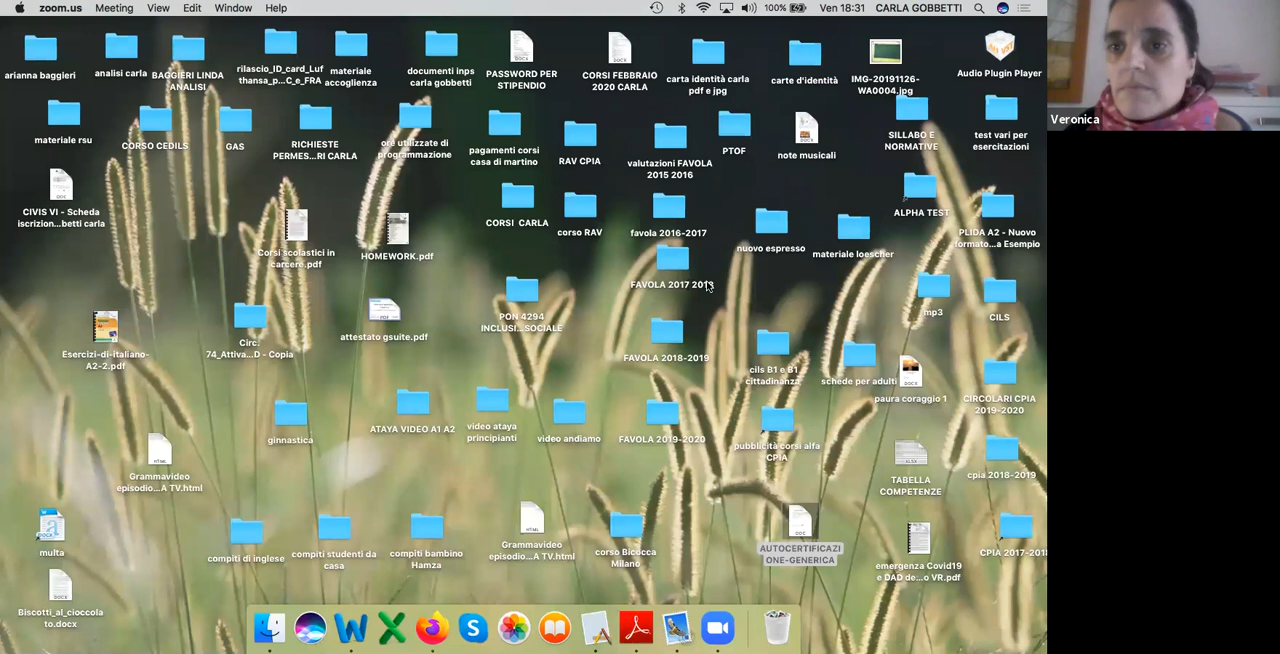 zoom.us Meeting View Edit Window Help 100% Ven 18:31 CARLA GOBBETTI
arianna baggieri
analisi carla
BAGGIERI LINDA
ANALISI
rilascio_ID_card_Luf
thansa_p...C_e_FRA
materiale
accoglienza
documenti inps
carla gobbetti
PASSWORD PER
STIPENDIO
CORSI FEBBRAIO
2020 CARLA
carta identità carla
pdf e jpg
carte d'identità
IMG-20191126-
WA0004.jpg
Audio Plugin Player
Veronica
materiale rsu
CORSO CEDILS
GAS
RICHIESTE
PERMES...RI CARLA
ore utilizzate di
programmazione
pagamenti corsi
casa di martino
RAV CPIA
valutazioni FAVOLA
2015 2016
PTOF
note musicali
SILLABO E
NORMATIVE
test vari per
esercitazioni
CIVIS VI - Scheda
iscrizion...betti carla
Corsi scolastici in
carcere.pdf
HOMEWORK.pdf
CORSI CARLA
corso RAV
favola 2016-2017
nuovo espresso
materiale loescher
ALPHA TEST
PLIDA A2 - Nuovo
formato...a Esempio
FAVOLA 2017 2018
Esercizi-di-italiano-
A2-2.pdf
Circ.
74_Attiva...D - Copia
attestato gsuite.pdf
PON 4294
INCLUSI...SOCIALE
FAVOLA 2018-2019
cils B1 e B1
cittadinanza
schede per adulti
mp3
CILS
paura coraggio 1
CIRCOLARI CPIA
2019-2020
ginnastica
ATAYA VIDEO A1 A2
video ataya
principianti
video andiamo
FAVOLA 2019-2020
pubblicità corsi alfa
CPIA
Grammavideo
episodio...A TV.html
TABELLA
COMPETENZE
cpia 2018-2019
multa
compiti di inglese
compiti studenti da
casa
compiti bambino
Hamza
Grammavideo
episodio...A TV.html
corso Bicocca
Milano
AUTOCERTIFICAZI
ONE-GENERICA
emergenza Covid19
e DAD de...o VR.pdf
CPIA 2017-2018
Biscotti_al_cioccola
to.docx